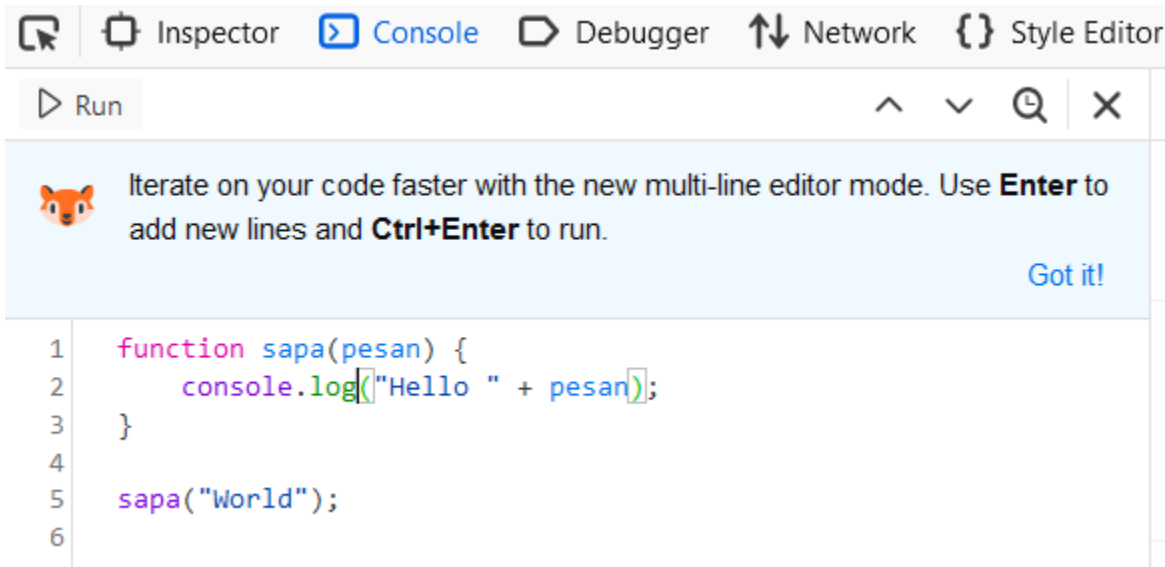 Inspector Console Debugger Network Style Editor
Run
Iterate on your code faster with the new multi-line editor mode. Use Enter to
add new lines and Ctrl+Enter to run.
Got it!
1 function sapa(pesan) {
2 console.log("Hello " + pesan);
3 }
4
5 sapa("World");
6